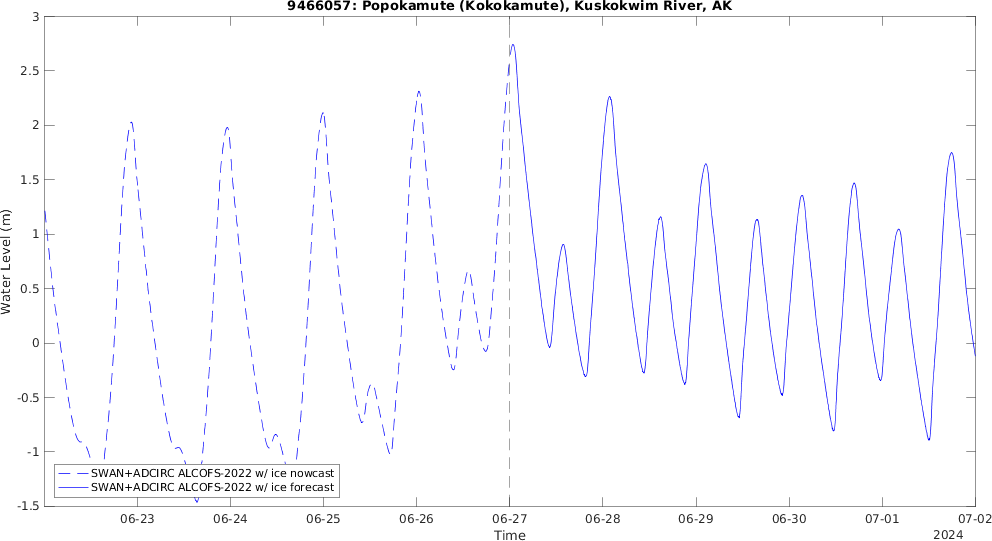 9466057: Popokamute (Kokokamute), Kuskokwim River, AK
3
2.5
2
1.5
1
0.5
0
-0.5
-1
-1.5
Water Level (m)
SWAN+ADCIRC ALCOFS-2022 w/ ice nowcast
SWAN+ADCIRC ALCOFS-2022 w/ ice forecast
06-23 06-24 06-25 06-26 06-27 06-28 06-29 06-30 07-01 07-02
Time
2024